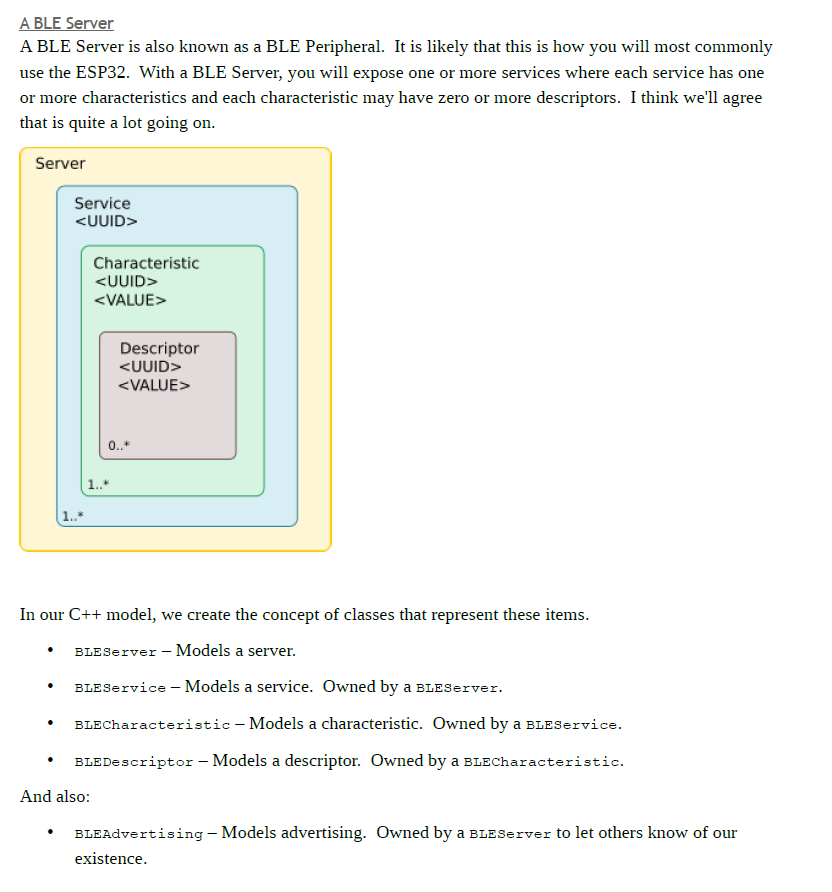 A BLE Server
A BLE Server is also known as a BLE Peripheral.  It is likely that this is how you will most commonly
use the ESP32.  With a BLE Server, you will expose one or more services where each service has one
or more characteristics and each characteristic may have zero or more descriptors.  I think we'll agree
that is quite a lot going on.
Server
Service
<UUID>
Characteristic
<UUID>
<VALUE>
Descriptor
<UUID>
<VALUE>
0..*
1..*
1..*
In our C++ model, we create the concept of classes that represent these items.
• BLEServer – Models a server.
• BLEService – Models a service.  Owned by a BLEServer.
• BLECharacteristic – Models a characteristic.  Owned by a BLEService.
• BLEDescriptor – Models a descriptor.  Owned by a BLECharacteristic.
And also:
• BLEAdvertising – Models advertising.  Owned by a BLEServer to let others know of our
existence.